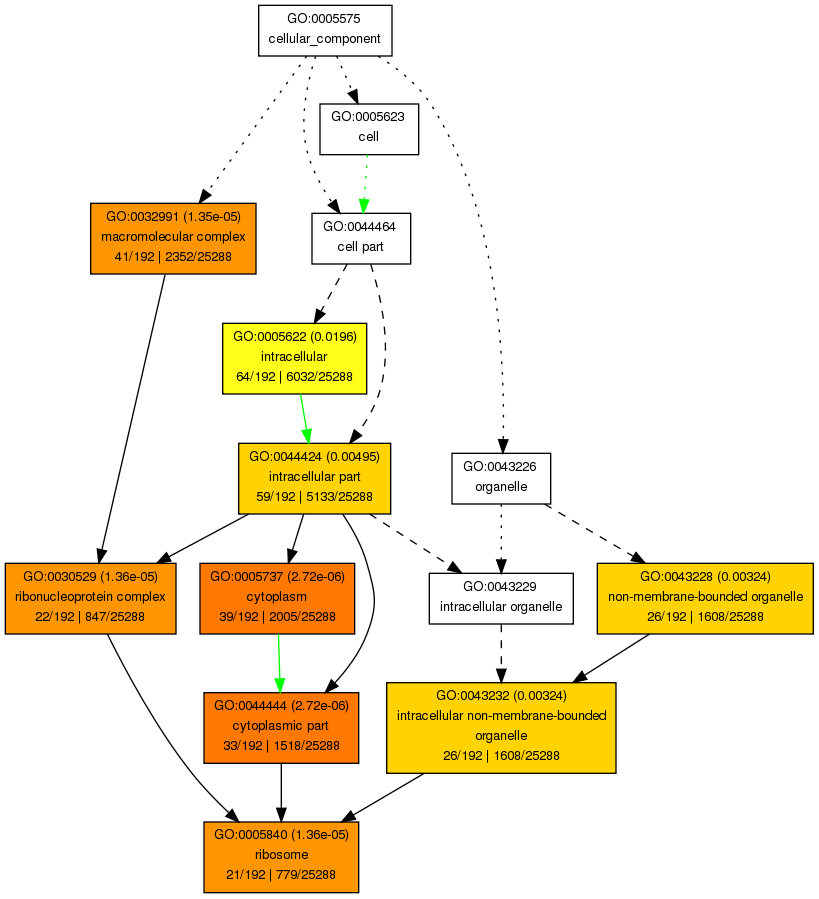 GO:0005575
cellular_component
GO:0005623
cell
GO:0032991 (1.35e-05)
macromolecular complex
41/192 | 2352/25288
GO:0044464
cell part
GO:0005622 (0.0196)
intracellular
64/192 | 6032/25288
GO:0044424 (0.00495)
intracellular part
59/192 | 5133/25288
GO:0043226
organelle
GO:0030529 (1.36e-05)
ribonucleoprotein complex
22/192 | 847/25288
GO:0005737 (2.72e-06)
cytoplasm
39/192 | 2005/25288
GO:0043229
intracellular organelle
GO:0043228 (0.00324)
non-membrane-bounded organelle
26/192 | 1608/25288
GO:0044444 (2.72e-06)
cytoplasmic part
33/192 | 1518/25288
GO:0043232 (0.00324)
intracellular non-membrane-bounded
organelle
26/192 | 1608/25288
GO:0005840 (1.36e-05)
ribosome
21/192 | 779/25288